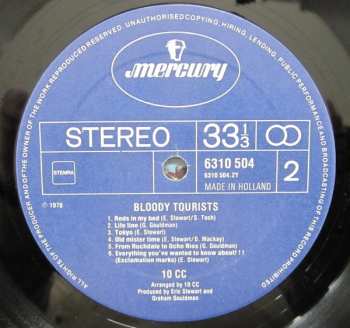 ALL RIGHTS OF THE PRODUCER AND OF THE OWNER OF THE WORK REPRODUCED RESERVED. UNAUTHORISED COPYING, HIRING, LENDING, PUBLIC PERFORMANCE AND BROADCASTING OF THIS RECORD PROHIBITED
mercury
STEREO
33 1/3
6310 504
6310 504.2Y
STEMRA
MADE IN HOLLAND
2
℗ 1978
BLOODY TOURISTS
1. Reds in my bed (E. Stewart/S. Tosh)
2. Life line (G. Gouldman)
3. Tokyo (E. Stewart)
4. Old mister time (E. Stewart/D. Mackay)
5. From Rochdale to Ocho Rios (G. Gouldman)
6. Everything you've wanted to know about!!
(Exclamation marks) (E. Stewart)
10 CC
Arranged by 10 CC
Produced by Eric Stewart and
Graham Gouldman